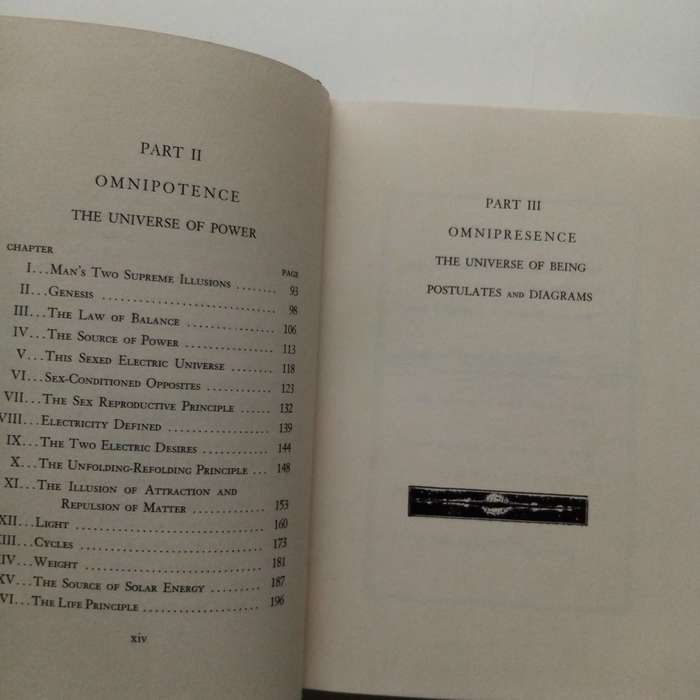 PART II
OMNIPOTENCE
THE UNIVERSE OF POWER
CHAPTER PAGE
I...Man's Two Supreme Illusions ........ 93
II...Genesis ........................ 98
III...The Law of Balance ............... 106
IV...The Source of Power .............. 113
V...This Sexed Electric Universe ....... 118
VI...Sex-Conditioned Opposites ........... 123
VII...The Sex Reproductive Principle ...... 132
VIII...Electricity Defined ................ 139
IX...The Two Electric Desires ........... 144
X...The Unfolding-Refolding Principle ... 148
XI...The Illusion of Attraction and
Repulsion of Matter ............. 153
XII...Light ........................... 160
XIII...Cycles ......................... 173
XIV...Weight ......................... 181
XV...The Source of Solar Energy ........ 187
VI...The Life Principle ................. 196
xiv
PART III
OMNIPRESENCE
THE UNIVERSE OF BEING
POSTULATES AND DIAGRAMS